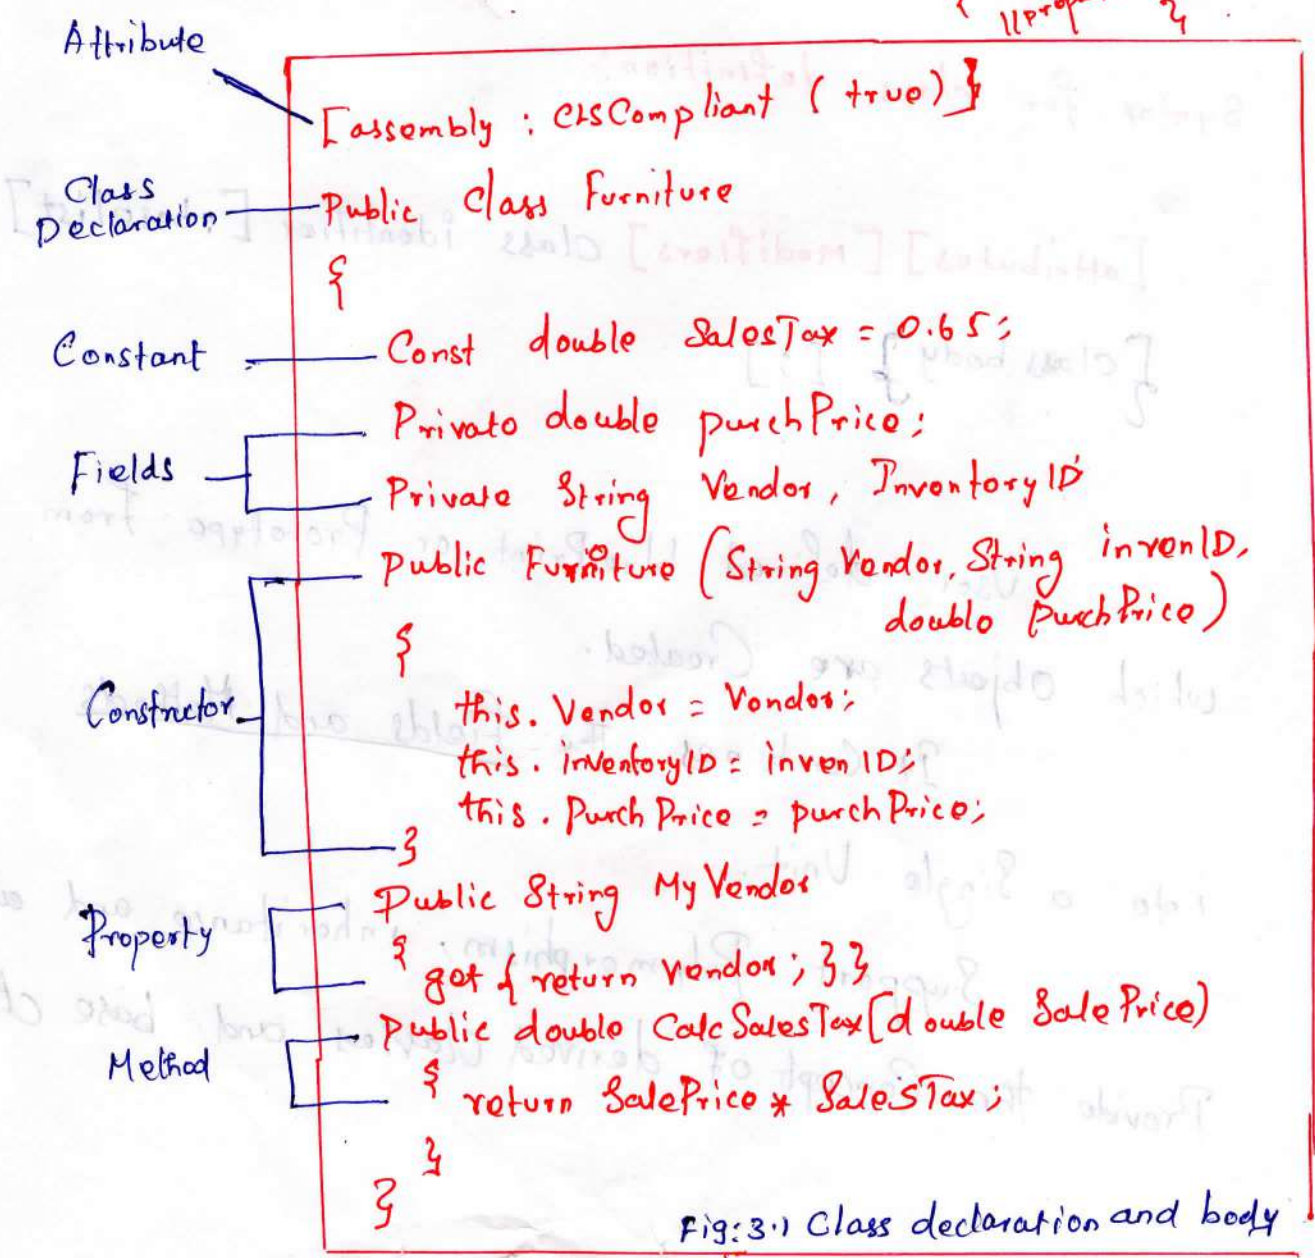 Attribute
[assembly : CLSCompliant (true)}
Class
Declaration
Public Class Furniture
{
Constant
Const double SalesTax = 0.65;
Private double purchPrice;
Fields
Private String Vendor, InventoryID
Public Furniture (String Vendor, String invenID,
double PurchPrice)
{
Constructor
this. Vendor = Vendor;
this. inventoryID = invenID;
this. PurchPrice = purchPrice;
}
Property
Public String MyVendor
{ get { return vendor; } }
Method
Public double CalcSalesTax(double SalePrice)
{ return SalePrice * SalesTax;
}
}
Fig: 3.1 Class declaration and body